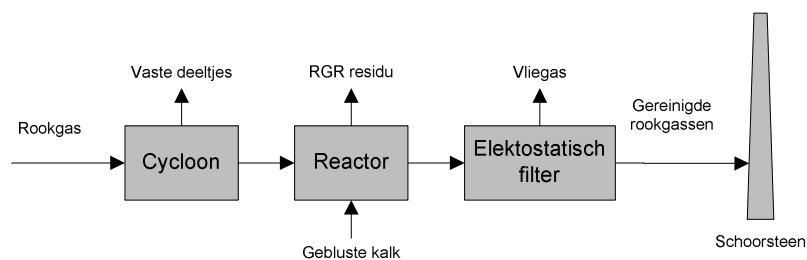 Vaste deeltjes
RGR residu
Vliegas
Gereinigde
rookgassen
Rookgas
Cycloon
Reactor
Elektostatisch
filter
Gebluste kalk
Schoorsteen